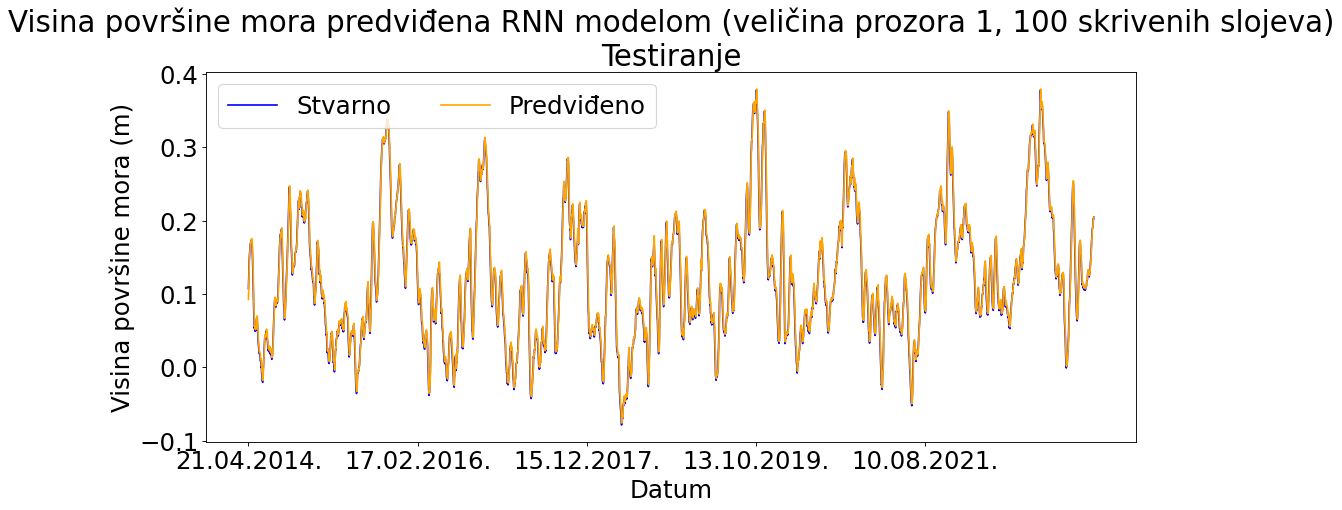 Visina površine mora predviđena RNN modelom (veličina prozora 1, 100 skrivenih slojeva)
Testiranje
Stvarno Predviđeno
Visina površine mora (m)
0.4
0.3
0.2
0.1
0.0
−0.1
21.04.2014. 17.02.2016. 15.12.2017. 13.10.2019. 10.08.2021.
Datum